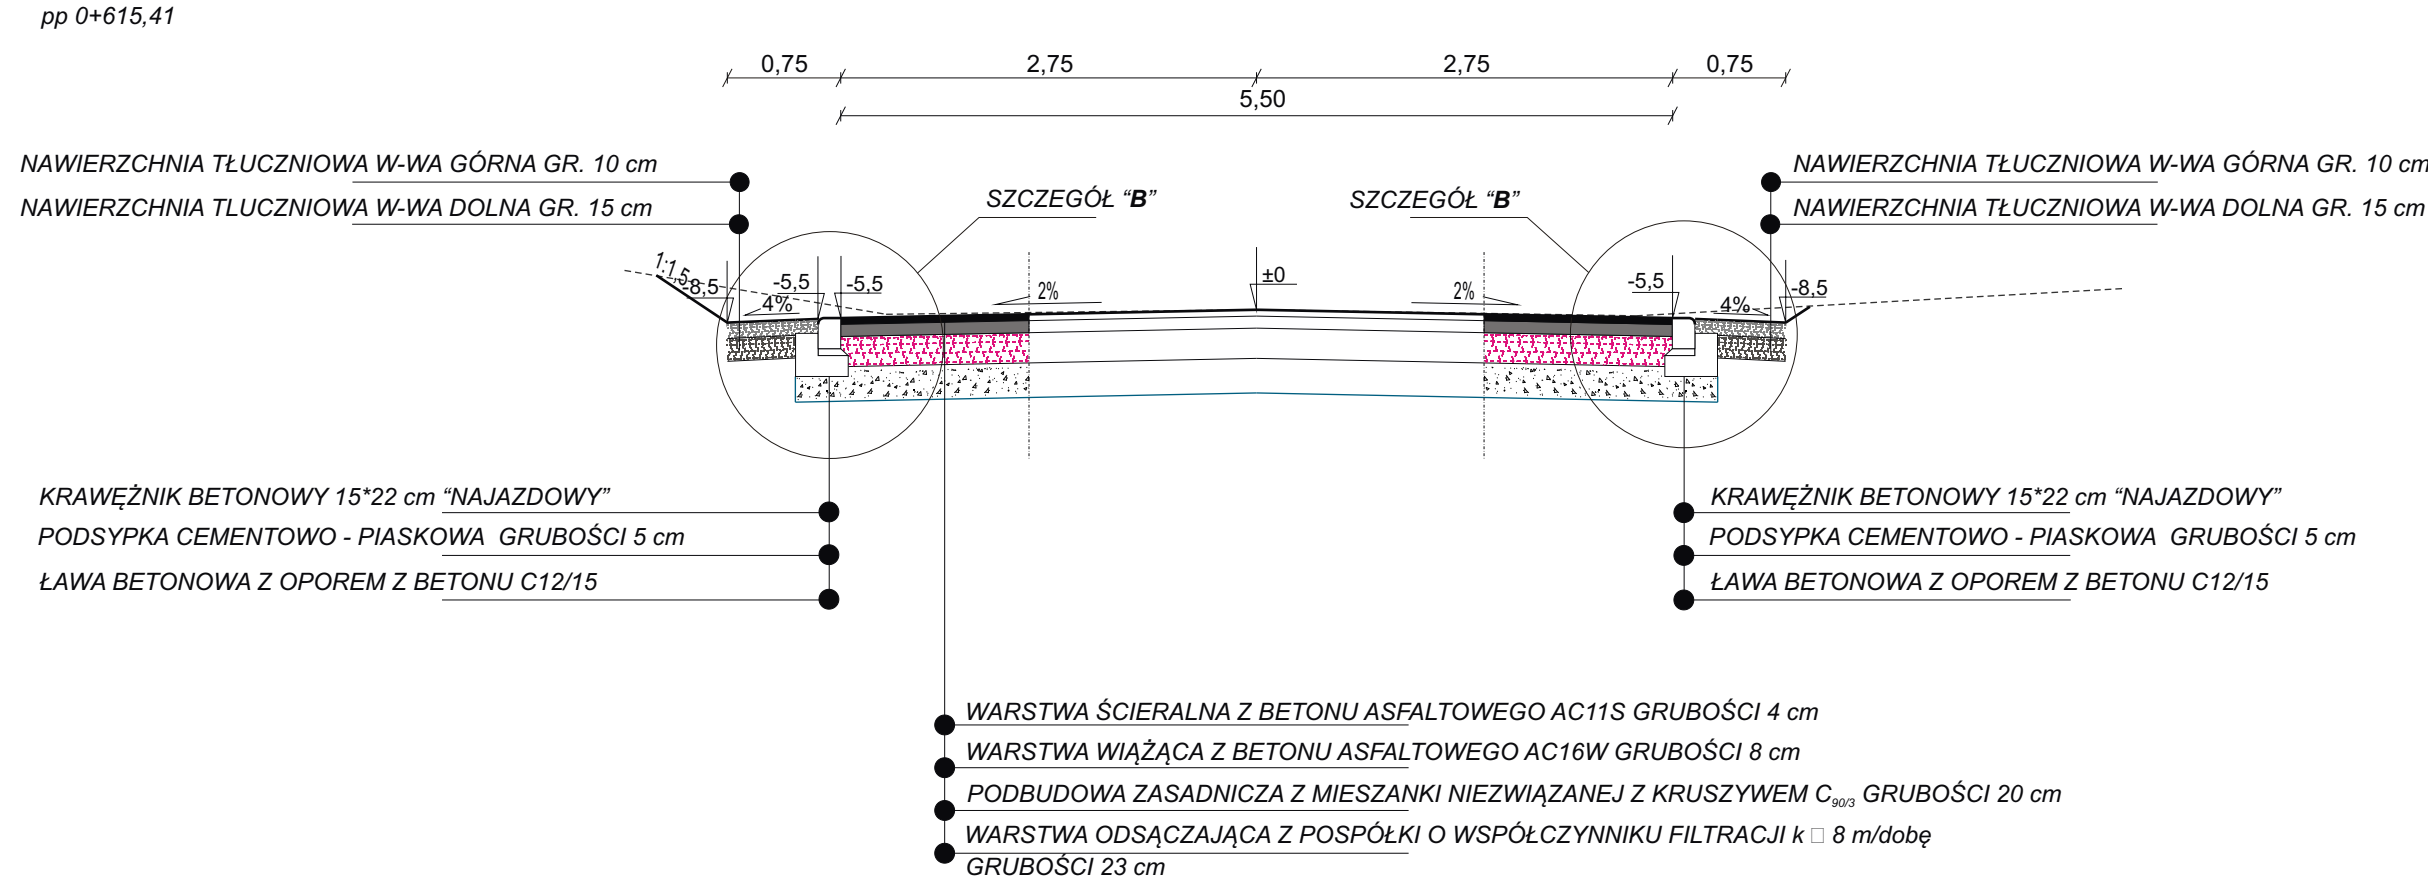 pp 0+615,41
0,75 2,75 2,75 0,75
5,50
NAWIERZCHNIA TŁUCZNIOWA W-WA GÓRNA GR. 10 cm
NAWIERZCHNIA TLUCZNIOWA W-WA DOLNA GR. 15 cm
SZCZEGÓŁ “B”
SZCZEGÓŁ “B”
NAWIERZCHNIA TŁUCZNIOWA W-WA GÓRNA GR. 10 cm
NAWIERZCHNIA TŁUCZNIOWA W-WA DOLNA GR. 15 cm
1:1,5 -8,5 -5,5 -5,5 2% ±0 2% -5,5 -8,5
4% 4%
KRAWĘŻNIK BETONOWY 15*22 cm “NAJAZDOWY”
PODSYPKA CEMENTOWO - PIASKOWA GRUBOŚCI 5 cm
ŁAWA BETONOWA Z OPOREM Z BETONU C12/15
KRAWĘŻNIK BETONOWY 15*22 cm “NAJAZDOWY”
PODSYPKA CEMENTOWO - PIASKOWA GRUBOŚCI 5 cm
ŁAWA BETONOWA Z OPOREM Z BETONU C12/15
WARSTWA ŚCIERALNA Z BETONU ASFALTOWEGO AC11S GRUBOŚCI 4 cm
WARSTWA WIĄŻĄCA Z BETONU ASFALTOWEGO AC16W GRUBOŚCI 8 cm
PODBUDOWA ZASADNICZA Z MIESZANKI NIEZWIĄZANEJ Z KRUSZYWEM C90/3 GRUBOŚCI 20 cm
WARSTWA ODSĄCZAJĄCA Z POSPÓŁKI O WSPÓŁCZYNNIKU FILTRACJI k □ 8 m/dobę
GRUBOŚCI 23 cm